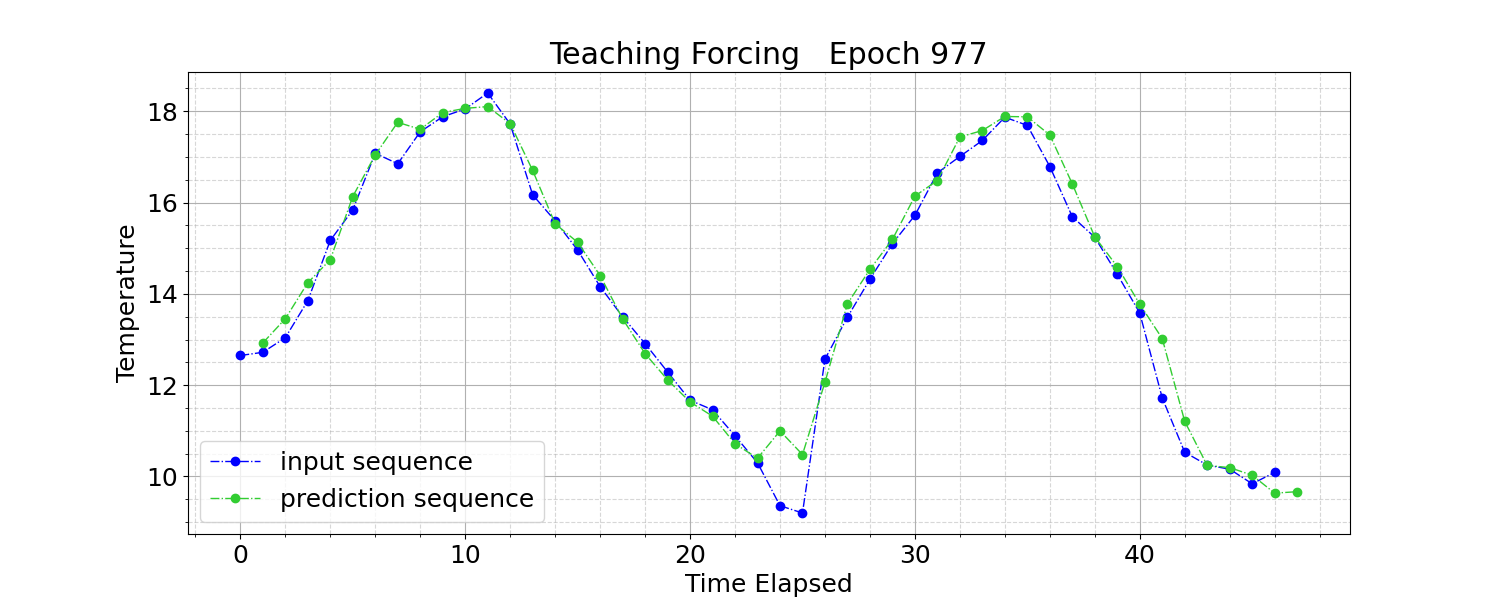 Teaching Forcing   Epoch 977
18
16
14
12
10
Temperature
input sequence
prediction sequence
0 10 20 30 40
Time Elapsed